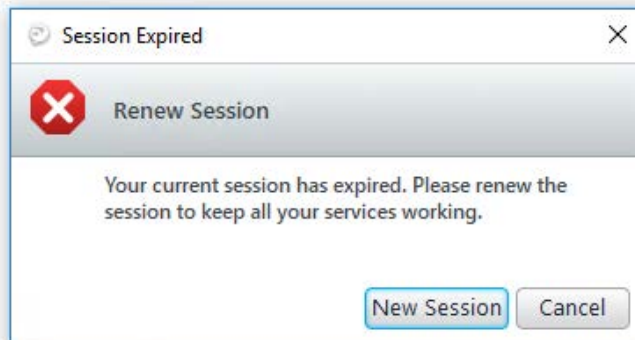 Session Expired
Renew Session
Your current session has expired. Please renew the
session to keep all your services working.
New Session Cancel